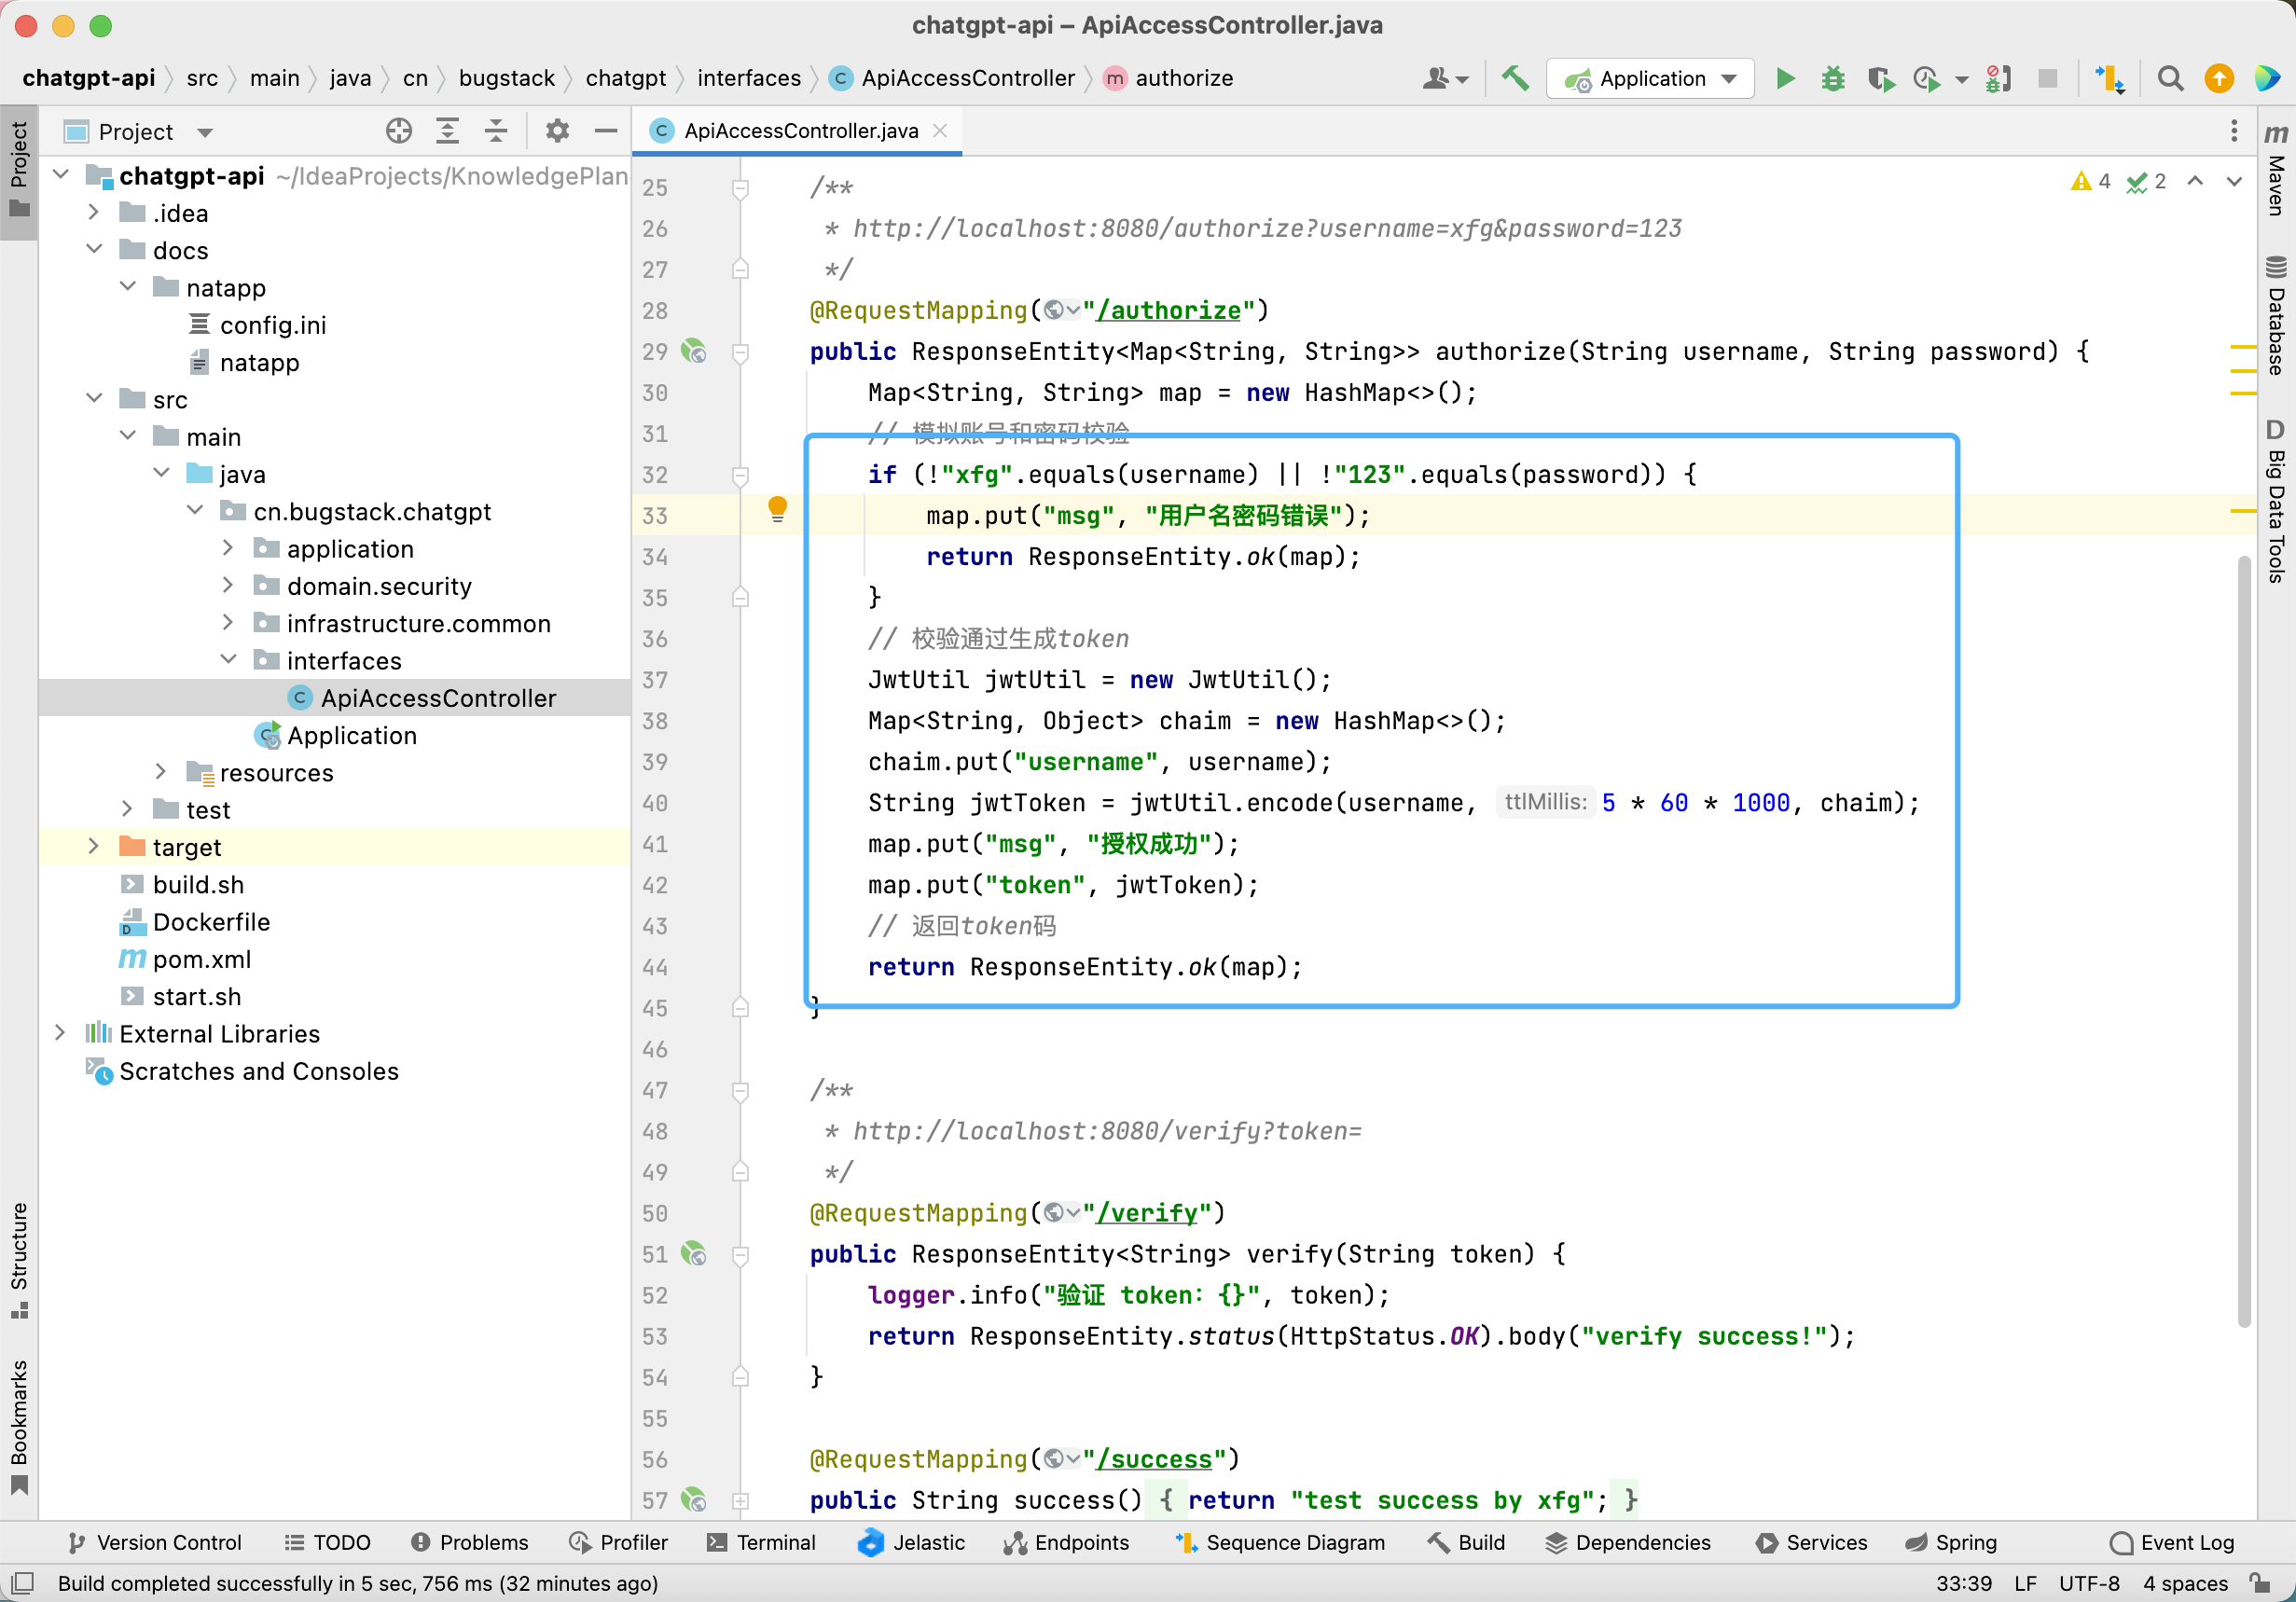 chatgpt-api – ApiAccessController.java
chatgpt-api src main java cn bugstack chatgpt interfaces C ApiAccessController m authorize Application
Project
ApiAccessController.java
chatgpt-api ~/IdeaProjects/KnowledgePlan
.idea
docs
natapp
config.ini
natapp
src
main
java
cn.bugstack.chatgpt
application
domain.security
infrastructure.common
interfaces
ApiAccessController
Application
resources
test
target
build.sh
Dockerfile
pom.xml
start.sh
External Libraries
Scratches and Consoles
4 2
25 /**
26 * http://localhost:8080/authorize?username=xfg&password=123
27 */
28 @RequestMapping("/authorize")
29 public ResponseEntity<Map<String, String>> authorize(String username, String password) {
30 Map<String, String> map = new HashMap<>();
31 // 模拟账号和密码校验
32 if (!"xfg".equals(username) || !"123".equals(password)) {
33 map.put("msg", "用户名密码错误");
34 return ResponseEntity.ok(map);
35 }
36 // 校验通过生成token
37 JwtUtil jwtUtil = new JwtUtil();
38 Map<String, Object> chaim = new HashMap<>();
39 chaim.put("username", username);
40 String jwtToken = jwtUtil.encode(username, ttlMillis: 5 * 60 * 1000, chaim);
41 map.put("msg", "授权成功");
42 map.put("token", jwtToken);
43 // 返回token码
44 return ResponseEntity.ok(map);
45 }
46
47 /**
48 * http://localhost:8080/verify?token=
49 */
50 @RequestMapping("/verify")
51 public ResponseEntity<String> verify(String token) {
52 logger.info("验证 token: {}", token);
53 return ResponseEntity.status(HttpStatus.OK).body("verify success!");
54 }
55
56 @RequestMapping("/success")
57 public String success() { return "test success by xfg"; }
Project
Structure
Bookmarks
m Maven
Database
D Big Data Tools
Version Control TODO Problems Profiler Terminal Jelastic Endpoints Sequence Diagram Build Dependencies Services Spring Event Log
Build completed successfully in 5 sec, 756 ms (32 minutes ago) 33:39 LF UTF-8 4 spaces